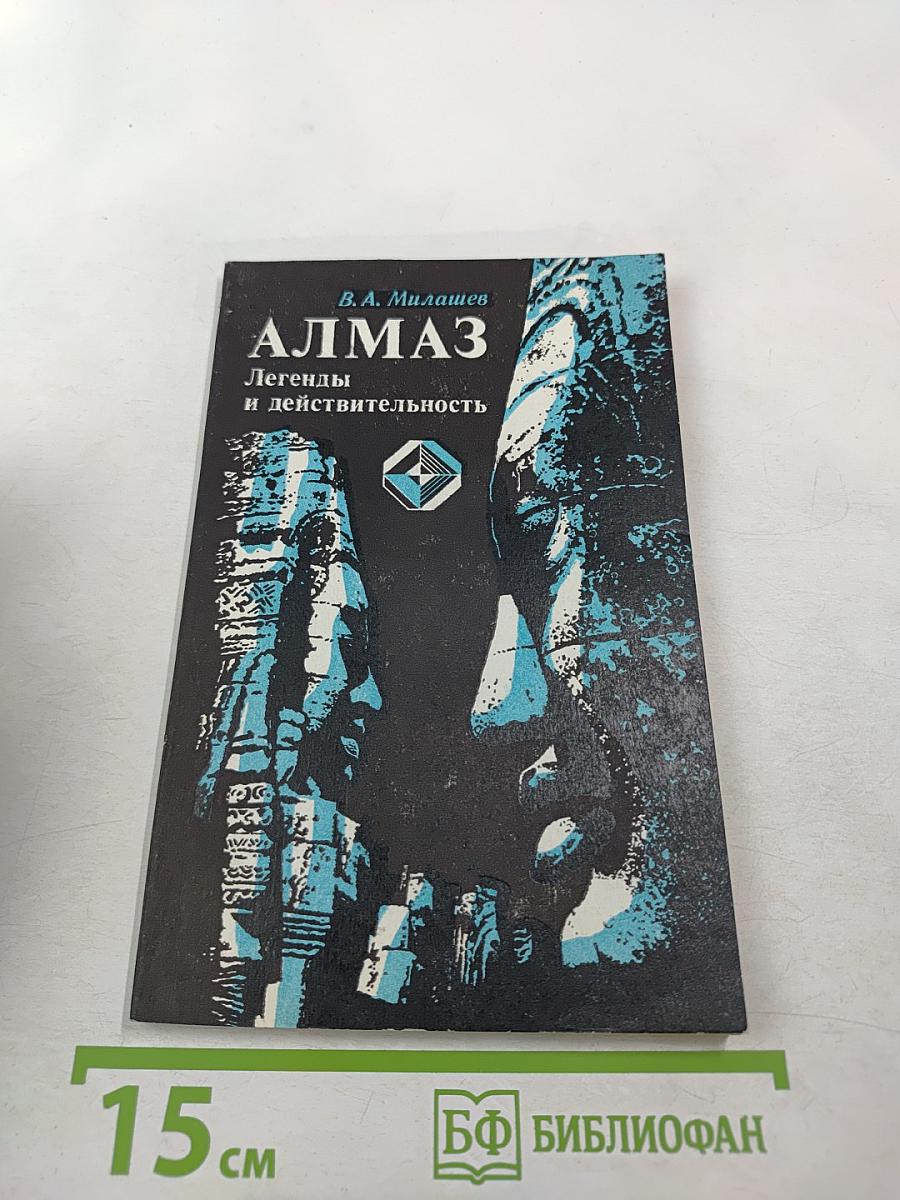 В. А. Милашев
АЛМАЗ
Легенды
и действительность
15 см
БФ БИБЛИОФАН